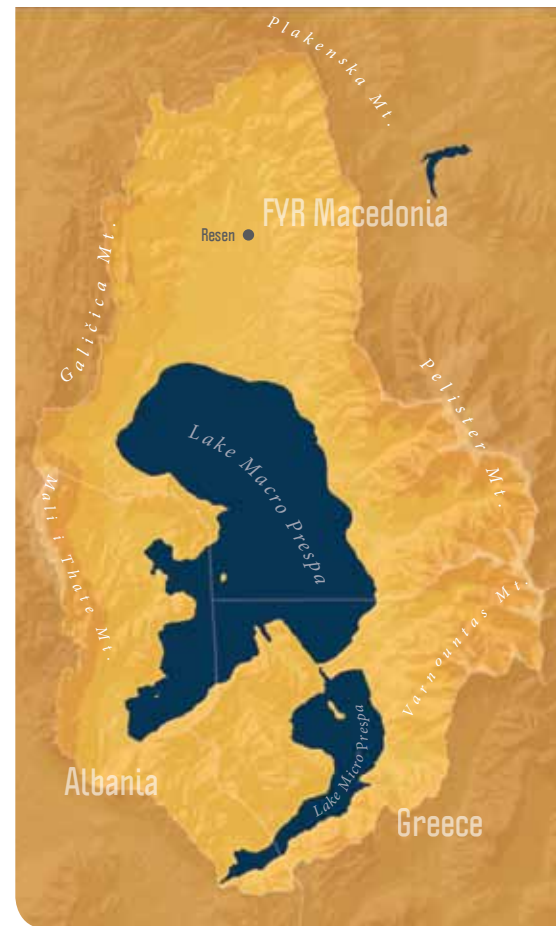 Plakenska Mt.
FYR Macedonia
Resen
Galičica Mt.
Pelister Mt.
Lake Macro Prespa
Mali i Thate Mt.
Varnountas Mt.
Lake Micro Prespa
Albania
Greece